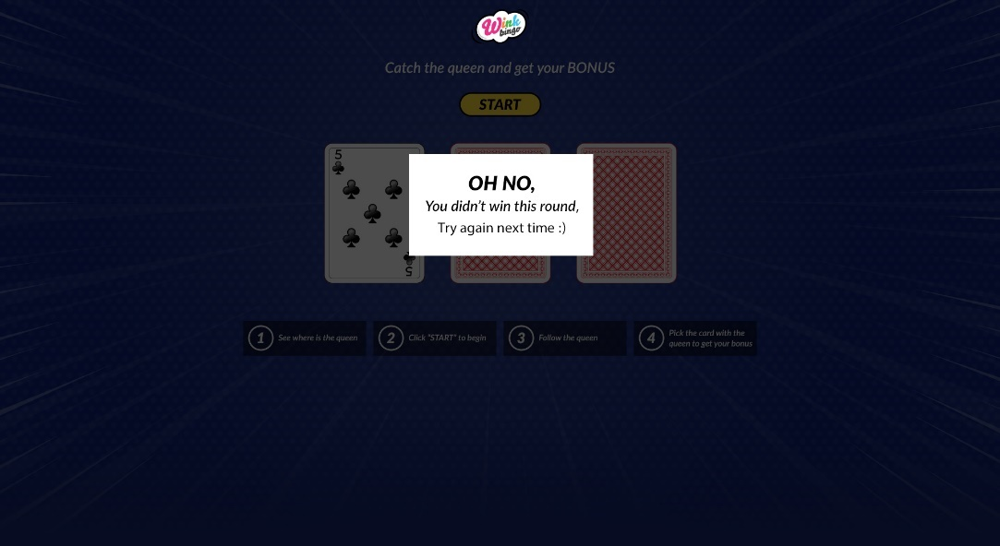 Wink
bingo
Catch the queen and get your BONUS
START
5
OH NO,
You didn't win this round,
Try again next time :)
5
1 See where is the queen
2 Click "START" to begin
3 Follow the queen
4 Pick the card with the
queen to get your bonus